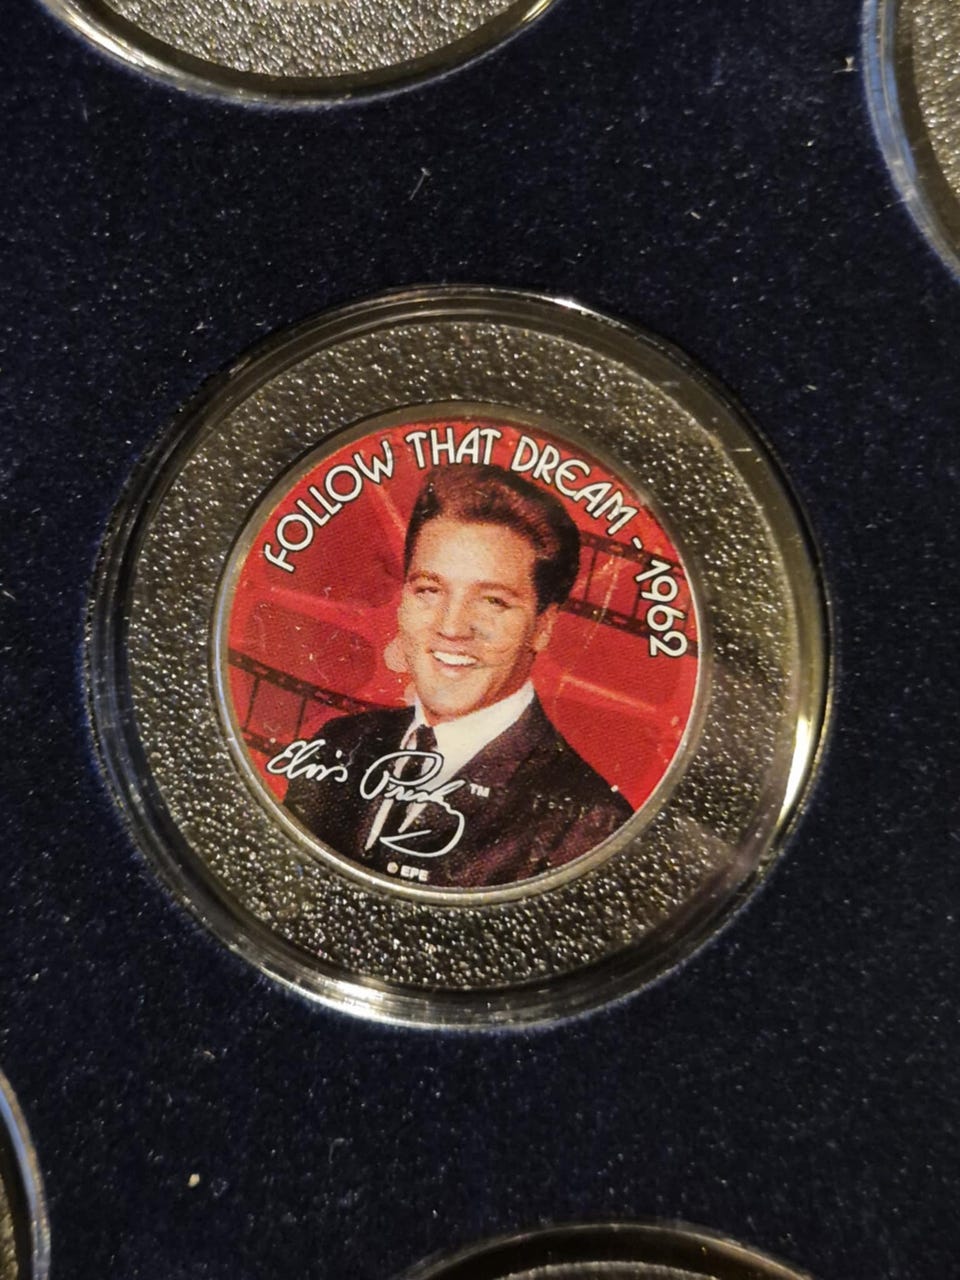 FOLLOW THAT DREAM - 1962
Elvis Presley™
© EPE